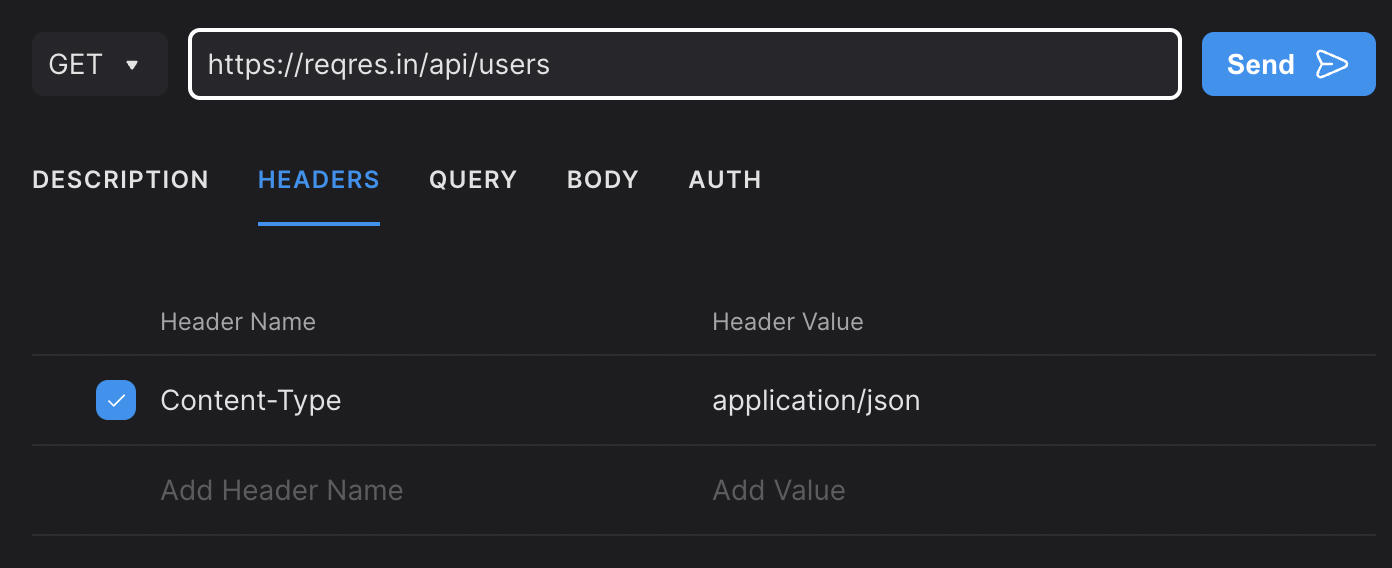 GET https://reqres.in/api/users Send
DESCRIPTION HEADERS QUERY BODY AUTH
Header Name Header Value
Content-Type application/json
Add Header Name Add Value